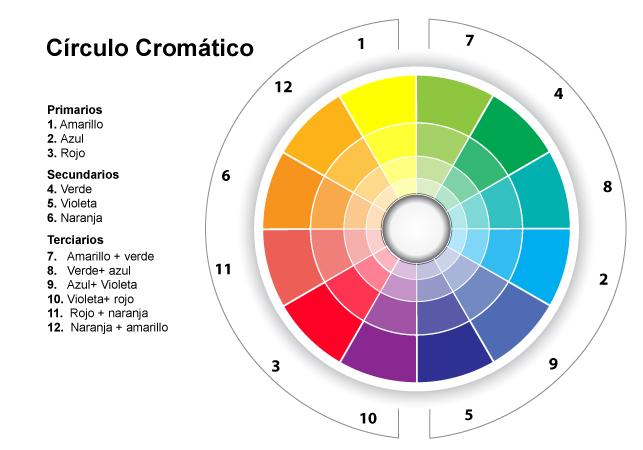 Círculo Cromático
Primarios
1. Amarillo
2. Azul
3. Rojo
Secundarios
4. Verde
5. Violeta
6. Naranja
Terciarios
7. Amarillo + verde
8. Verde+ azul
9. Azul+ Violeta
10. Violeta+ rojo
11. Rojo + naranja
12. Naranja + amarillo
1
7
12
4
6
8
11
2
3
9
10
5